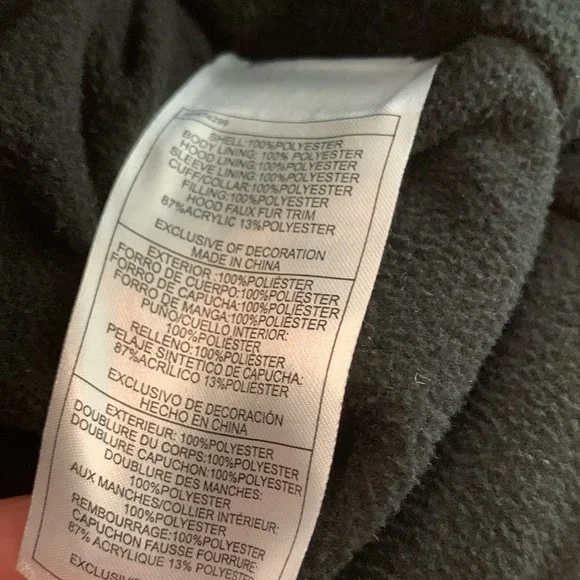 SHELL:100%POLYESTER
BODY LINING: 100% POLYESTER
HOOD LINING: 100% POLYESTER
SLEEVE LINING:100%POLYESTER
CUFF/COLLAR:100%POLYESTER
FILLING:100%POLYESTER
HOOD FAUX FUR TRIM
87%ACRYLIC 13%POLYESTER
EXCLUSIVE OF DECORATION
MADE IN CHINA
EXTERIOR :100%POLIÉSTER
FORRO DE CUERPO:100%POLIÉSTER
FORRO DE CAPUCHA:100%POLIÉSTER
FORRO DE MANGA:100%POLIÉSTER
PUÑO/CUELLO INTERIOR:
100%POLIÉSTER
RELLENO:100%POLIÉSTER
PELAJE SINTETICO DE CAPUCHA:
87%ACRÍLICO 13%POLIÉSTER
EXCLUSIVO DE DECORACIÓN
HECHO EN CHINA
EXTERIEUR: 100%POLYESTER
DOUBLURE DU CORPS:100%POLYESTER
DOUBLURE CAPUCHON:100%POLYESTER
DOUBLURE DES MANCHES:
100%POLYESTER
AUX MANCHES/COLLIER INTÉRIEUR:
100%POLYESTER
REMBOURRAGE:100%POLYESTER
CAPUCHON FAUSSE FOURRURE:
87% ACRYLIQUE 13% POLYESTER